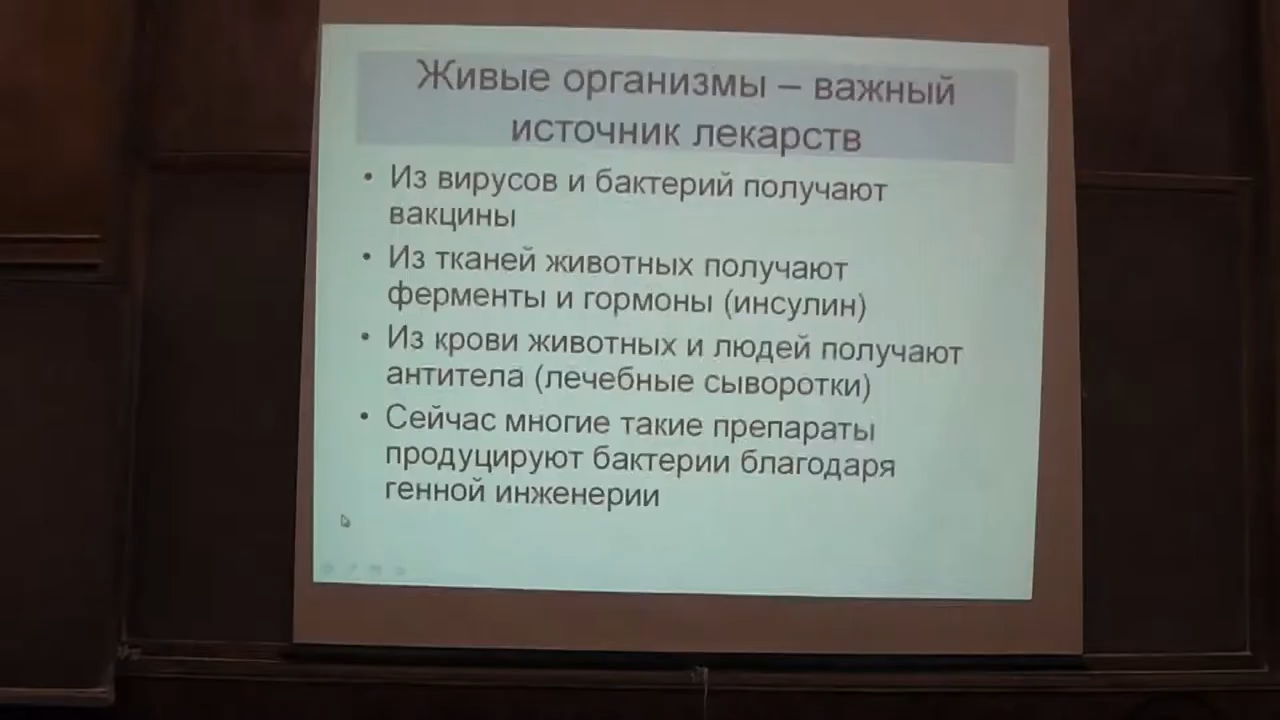 Живые организмы – важный
источник лекарств
• Из вирусов и бактерий получают
вакцины
• Из тканей животных получают
ферменты и гормоны (инсулин)
• Из крови животных и людей получают
антитела (лечебные сыворотки)
• Сейчас многие такие препараты
продуцируют бактерии благодаря
генной инженерии